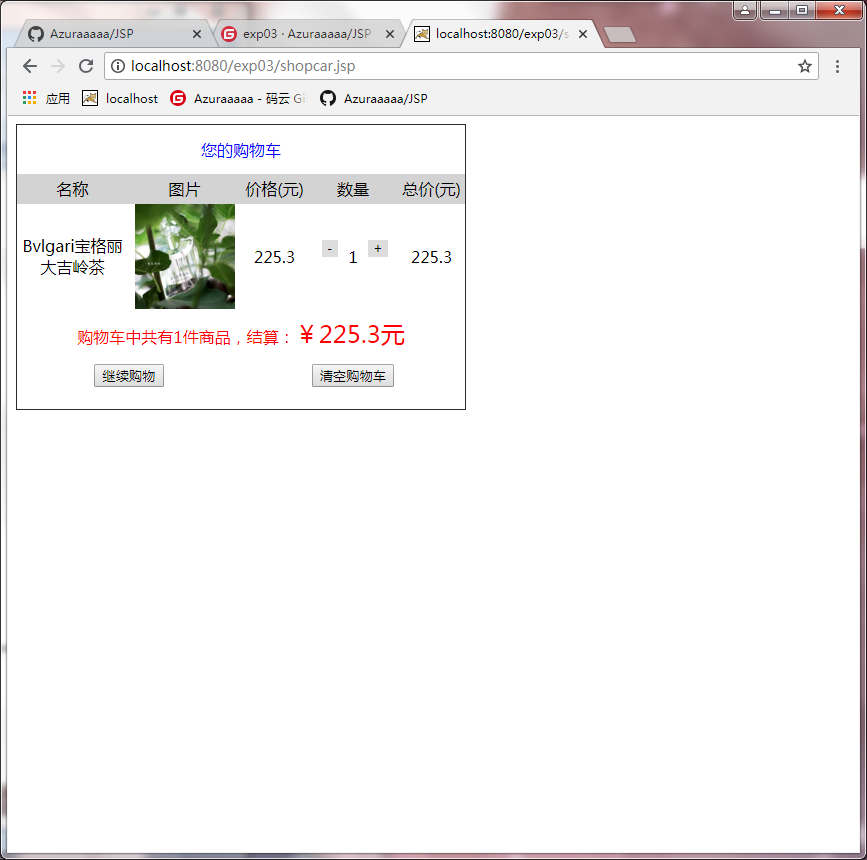 Azuraaaaa/JSP
exp03 · Azuraaaaa/JSP
localhost:8080/exp03/s
localhost:8080/exp03/shopcar.jsp
应用
localhost
Azuraaaaa - 码云 Gi
Azuraaaaa/JSP
您的购物车
名称 图片 价格(元) 数量 总价(元)
Bvlgari宝格丽
大吉岭茶
225.3 - 1 + 225.3
购物车中共有1件商品，结算：￥225.3元
继续购物 清空购物车